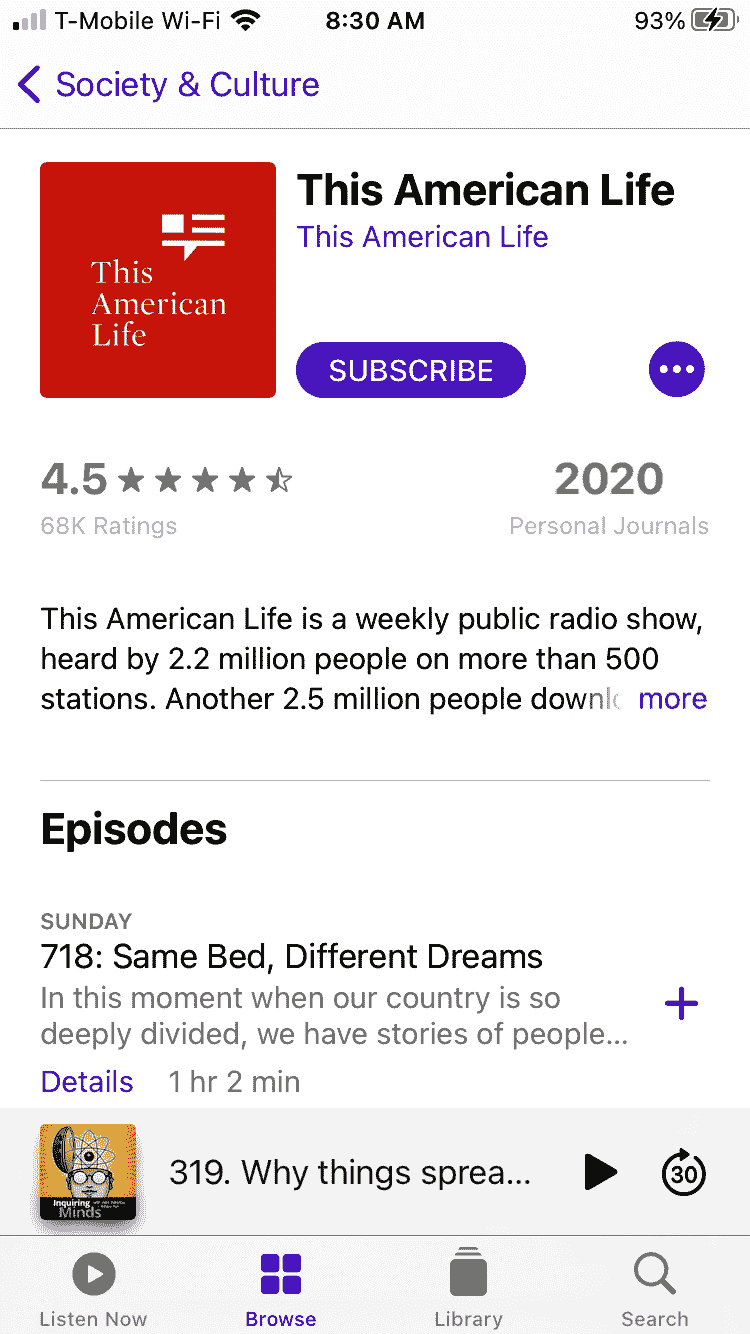 T-Mobile Wi-Fi 8:30 AM 93%
Society & Culture
This
American
Life
This American Life
This American Life
SUBSCRIBE
4.5
68K Ratings
2020
Personal Journals
This American Life is a weekly public radio show,
heard by 2.2 million people on more than 500
stations. Another 2.5 million people downlo more
Episodes
SUNDAY
718: Same Bed, Different Dreams
In this moment when our country is so
deeply divided, we have stories of people...
Details 1 hr 2 min
Inquiring
Minds
319. Why things sprea...
30
Listen Now Browse Library Search